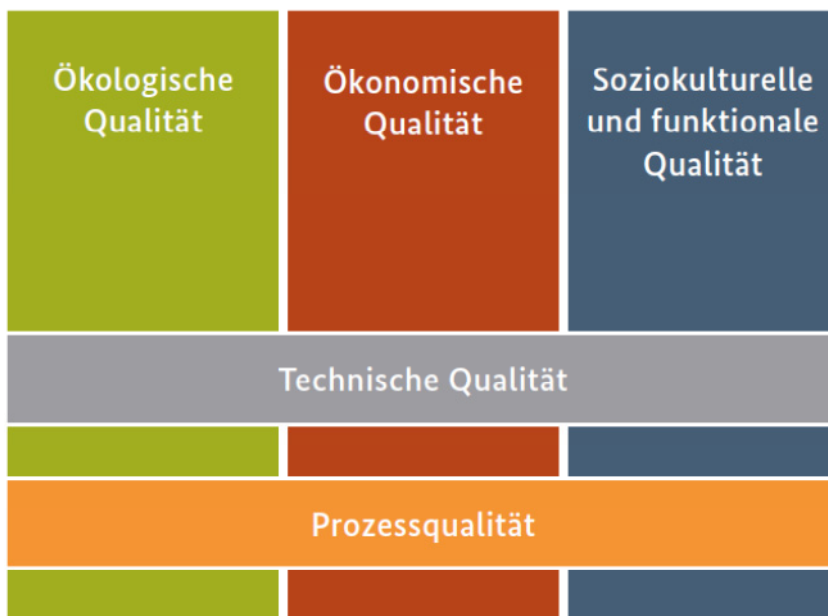 Ökologische
Qualität
Ökonomische
Qualität
Soziokulturelle
und funktionale
Qualität
Technische Qualität
Prozessqualität